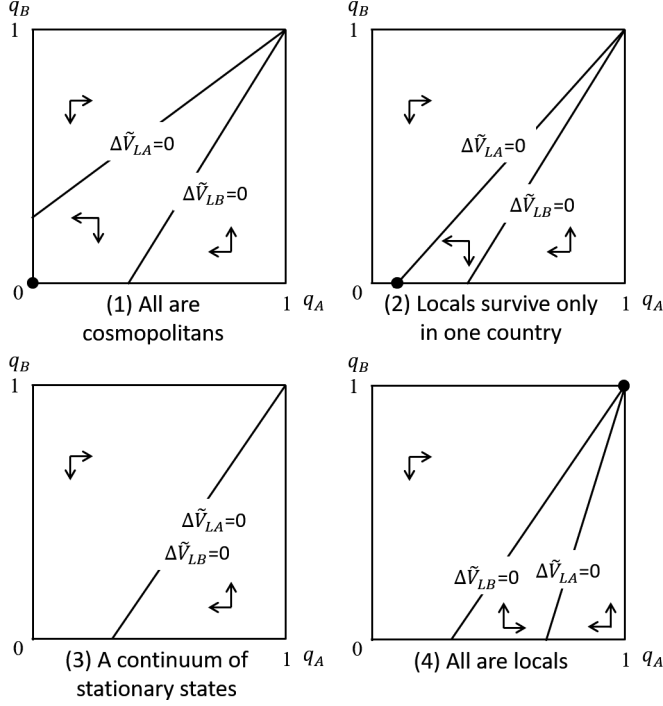 q_B
1
ΔṼ_LA=0
ΔṼ_LB=0
0
1 q_A
(1) All are
cosmopolitans
q_B
1
ΔṼ_LA=0
ΔṼ_LB=0
0
1 q_A
(2) Locals survive only
in one country
q_B
1
ΔṼ_LA=0
ΔṼ_LB=0
0
1 q_A
(3) A continuum of
stationary states
q_B
1
ΔṼ_LB=0 ΔṼ_LA=0
0
1 q_A
(4) All are locals